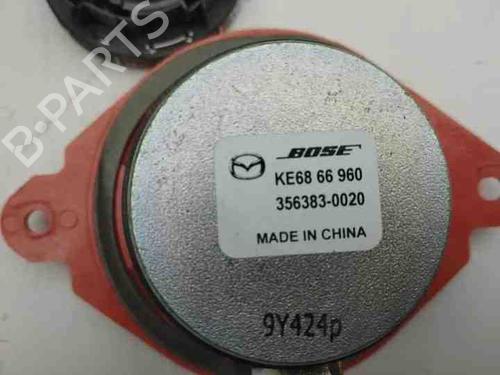 B-PARTS
BOSE
KE68 66 960
356383-0020
MADE IN CHINA
9Y424p